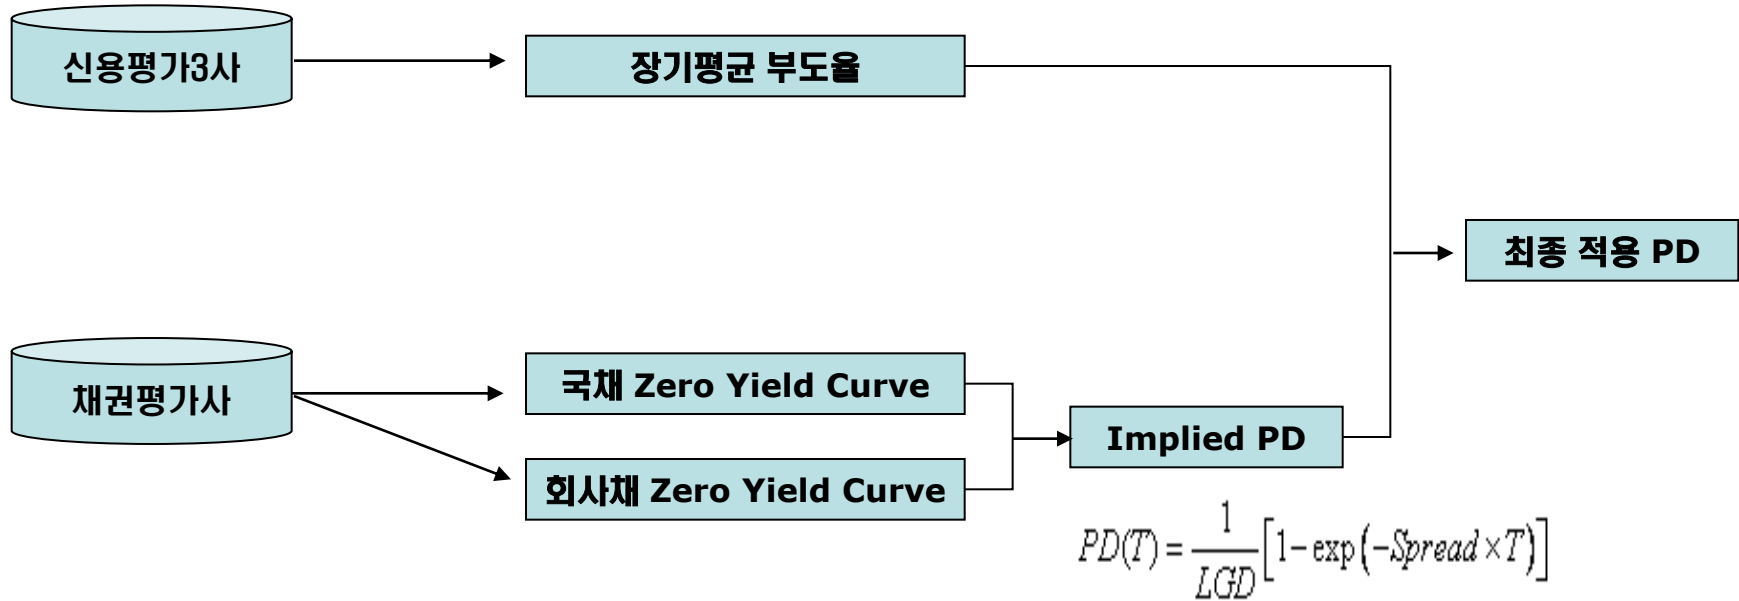 신용평가3사
장기평균 부도율
최종 적용 PD
채권평가사
국채 Zero Yield Curve
Implied PD
회사채 Zero Yield Curve
PD(T) = 1/LGD [1-exp(-Spread×T)]